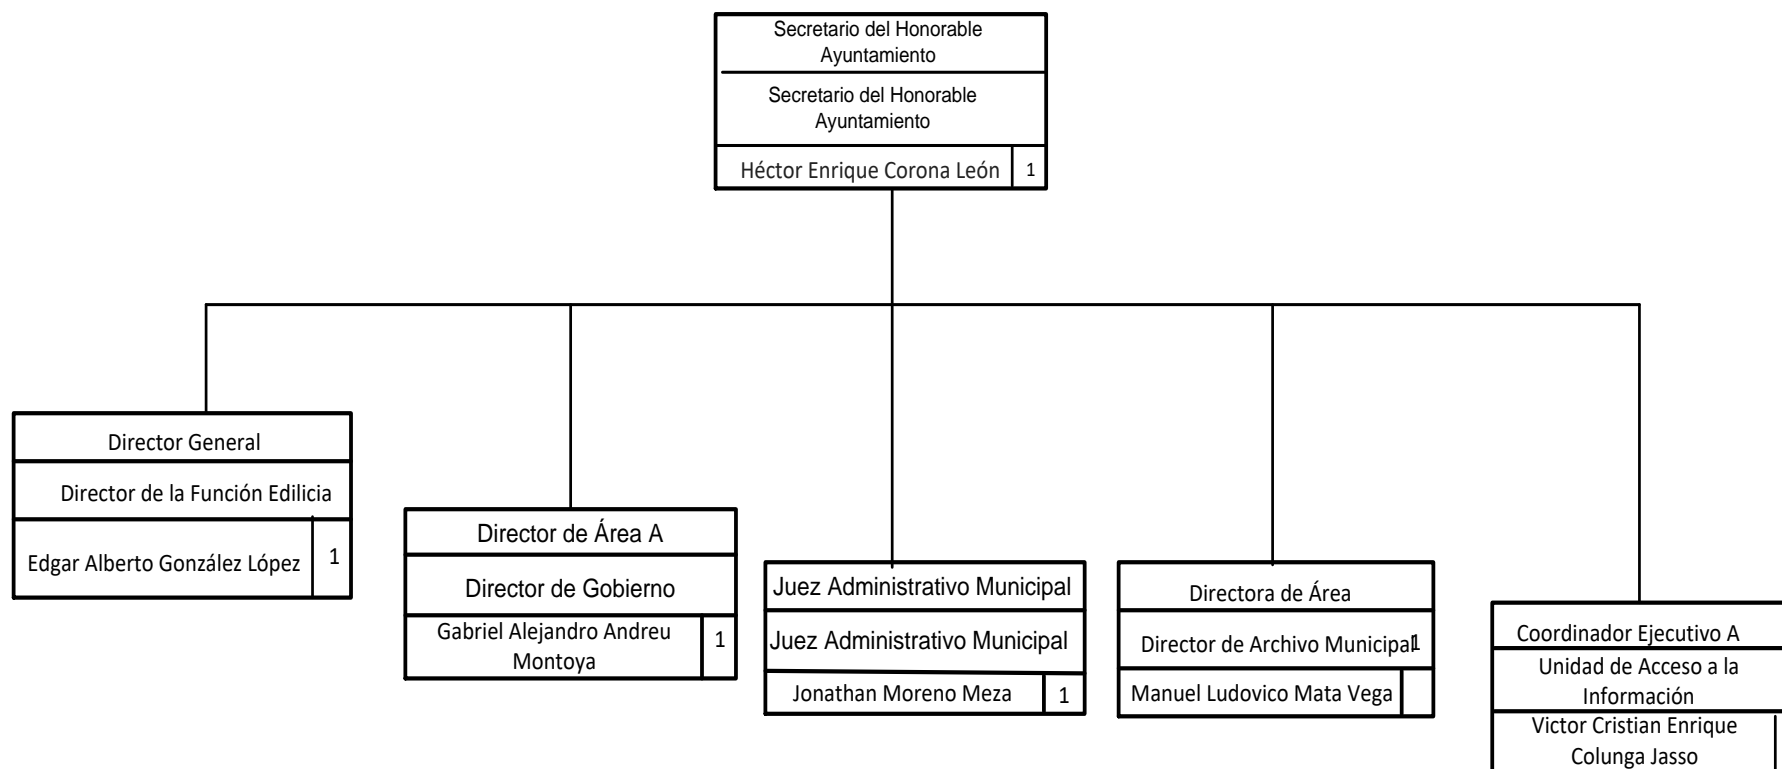 Secretario del Honorable
Ayuntamiento
Secretario del Honorable
Ayuntamiento
Héctor Enrique Corona León 1
Director General
Director de la Función Edilicia
Edgar Alberto González López 1
Director de Área A
Director de Gobierno
Gabriel Alejandro Andreu
Montoya
1
Juez Administrativo Municipal
Juez Administrativo Municipal
Jonathan Moreno Meza 1
Directora de Área
Director de Archivo Municipal 1
Manuel Ludovico Mata Vega
Coordinador Ejecutivo A
Unidad de Acceso a la
Información
Victor Cristian Enrique
Colunga Jasso